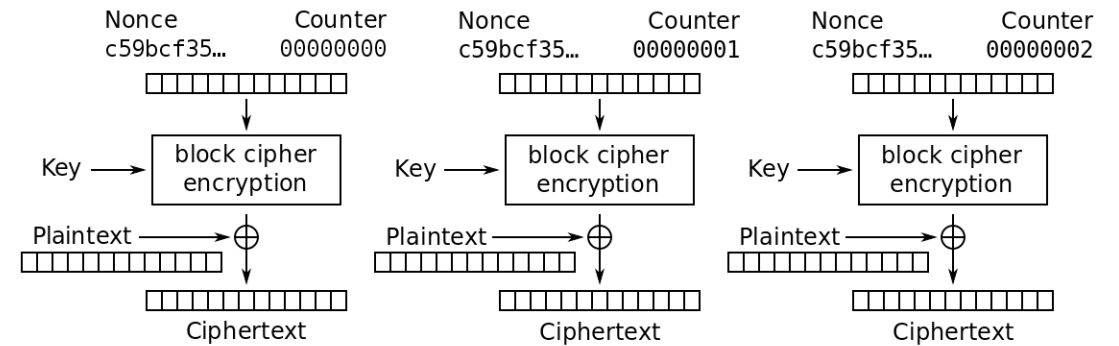 Nonce Counter Nonce Counter Nonce Counter
c59bcf35… 00000000 c59bcf35… 00000001 c59bcf35… 00000002
block cipher block cipher block cipher
Key Key Key
encryption encryption encryption
Plaintext Plaintext Plaintext
Ciphertext Ciphertext Ciphertext